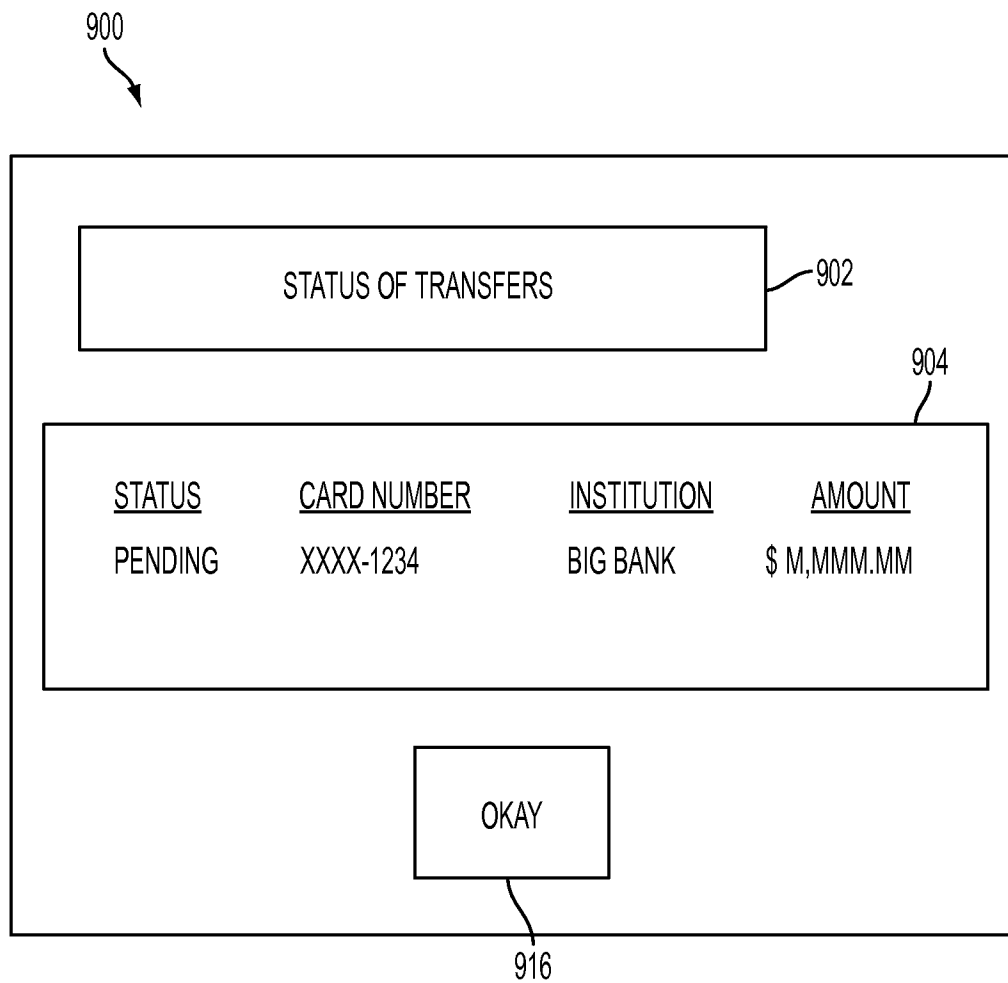 900
STATUS OF TRANSFERS
902
904
STATUS CARD NUMBER INSTITUTION AMOUNT
PENDING XXXX-1234 BIG BANK $ M,MMM.MM
OKAY
916